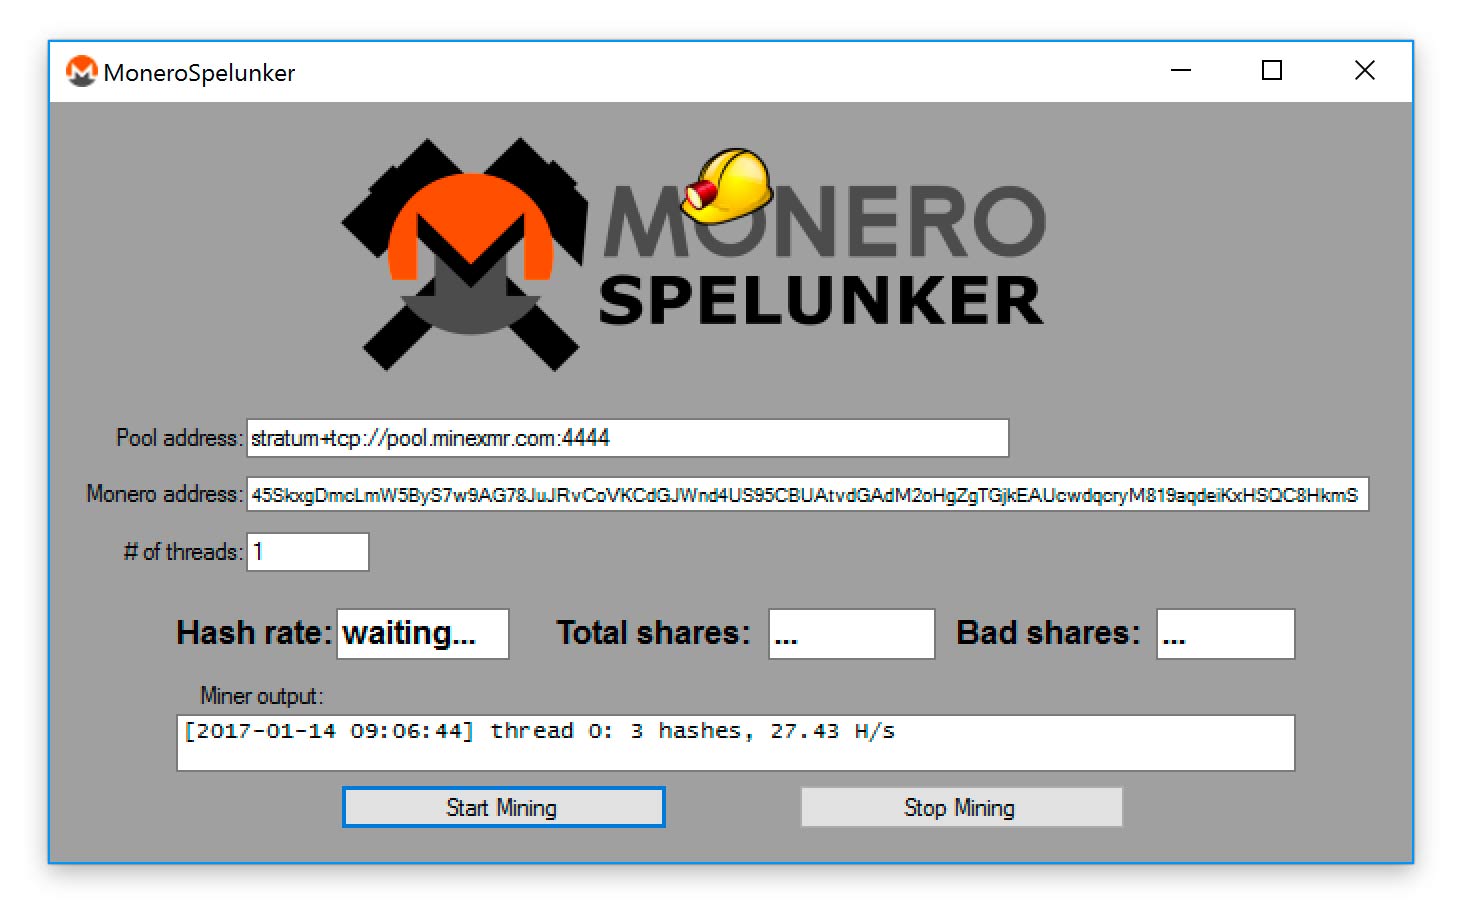 MoneroSpelunker
MONERO
SPELUNKER
Pool address: stratum+tcp://pool.minexmr.com:4444
Monero address: 45SkxgDmcLmW5ByS7w9AG78JuJRvCoVKCdGJWnd4US95CBUAtvdGAdM2oHgZgTGjkEAUcwdqcryM819aqdeiKxHSQC8HkmS
# of threads: 1
Hash rate: waiting... Total shares: ... Bad shares: ...
Miner output:
[2017-01-14 09:06:44] thread 0: 3 hashes, 27.43 H/s
Start Mining Stop Mining